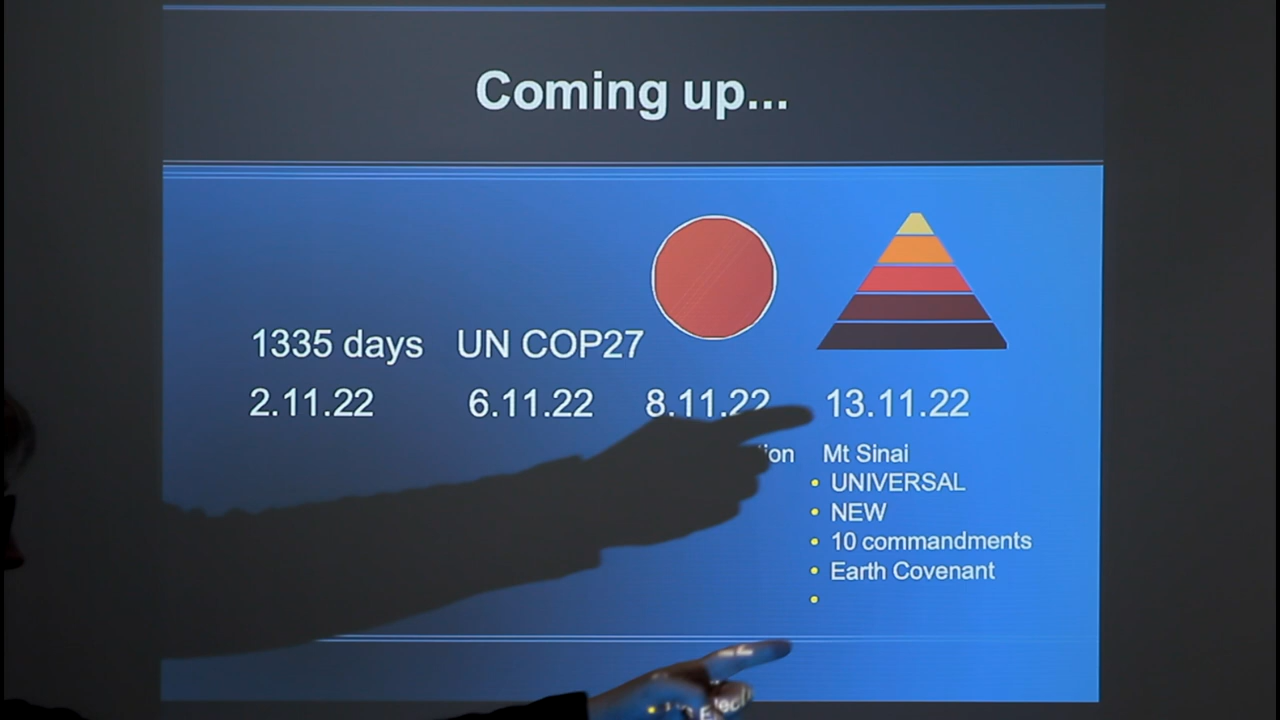 Coming up...
1335 days
UN COP27
2.11.22
6.11.22
8.11.22
13.11.22
Mt Sinai
• UNIVERSAL
• NEW
• 10 commandments
• Earth Covenant
•